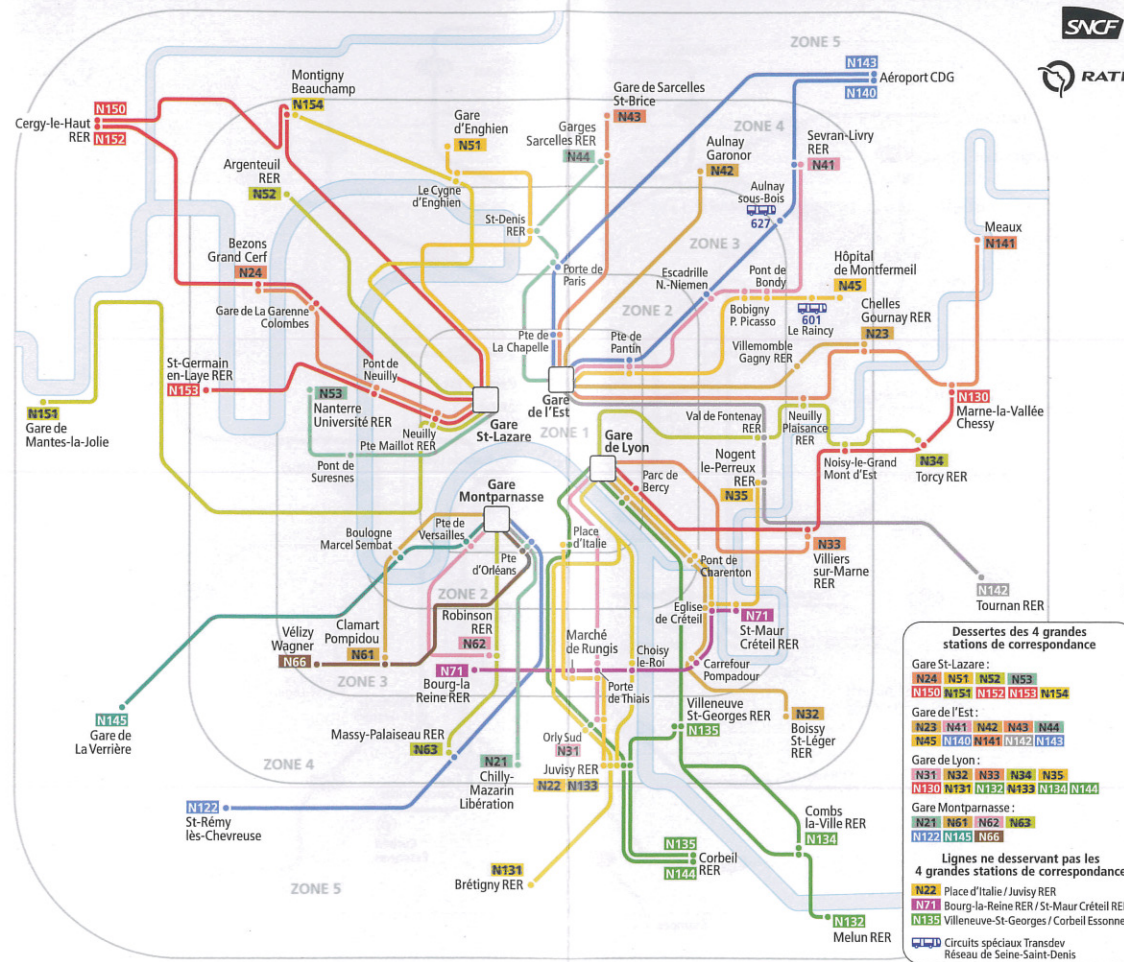 SNCF
RATP
ZONE 5
N143
Aéroport CDG
N140
Montigny
Beauchamp
N154
Gare de Sarcelles
St-Brice
N43
N150
Cergy-le-Haut
RER
N152
Gare
d'Enghien
N51
Garges
Sarcelles RER
N44
ZONE 4
Aulnay
Garonor
N42
Sevran-Livry
RER
N41
Argenteuil
RER
N52
Le Cygne
d'Enghien
Aulnay
sous-Bois
627
St-Denis
RER
ZONE 3
Meaux
N141
Bezons
Grand Cerf
N24
Porte de
Paris
Escadrille
N.-Niemen
Pont de
Bondy
Hôpital
de Montfermeil
N45
Gare de La Garenne
Colombes
ZONE 2
Bobigny
P. Picasso
601
Le Raincy
Chelles
Gournay RER
N23
Pte de
La Chapelle
Pte de
Pantin
Villemomble
Gagny RER
St-Germain
en-Laye RER
N153
Pont de
Neuilly
N53
Nanterre
Université RER
N151
Gare de
Mantes-la-Jolie
Neuilly
Pte Maillot RER
Gare
St-Lazare
Gare
de l'Est
ZONE 1
N130
Marne-la-Vallée
Chessy
Val de Fontenay
RER
Neuilly
Plaisance
RER
Pont de
Suresnes
Gare
de Lyon
Nogent
le-Perreux
RER
N35
Noisy-le-Grand
Mont d'Est
N34
Torcy RER
Parc de
Bercy
Gare
Montparnasse
Boulogne
Marcel Sembat
Pte de
Versailles
Place
d'Italie
N33
Villiers
sur-Marne
RER
Pte
d'Orléans
Pont de
Charenton
N142
Tournan RER
ZONE 2
Eglise
de Créteil
N71
St-Maur
Créteil RER
Vélizy
Wagner
N66
Clamart
Pompidou
N61
Robinson
RER
N62
Marché
de Rungis
Choisy
le-Roi
Carrefour
Pompadour
ZONE 3
N71
Bourg-la
Reine RER
Porte
de Thiais
N145
Gare de
La Verrière
Villeneuve
St-Georges RER
N135
N32
Boissy
St-Léger
RER
Massy-Palaiseau RER
N63
Orly Sud
N31
ZONE 4
N21
Chilly-
Mazarin
Libération
Juvisy RER
N22 N133
N122
St-Rémy
lès-Chevreuse
Combs
la-Ville RER
N134
N135
N144
Corbeil
RER
N131
Brétigny RER
ZONE 5
N132
Melun RER
Dessertes des 4 grandes
stations de correspondance
Gare St-Lazare :
N24 N51 N52 N53
N150 N151 N152 N153 N154
Gare de l'Est :
N23 N41 N42 N43 N44
N45 N140 N141 N142 N143
Gare de Lyon :
N31 N32 N33 N34 N35
N130 N131 N132 N133 N134 N144
Gare Montparnasse :
N21 N61 N62 N63
N122 N145 N66
Lignes ne desservant pas les
4 grandes stations de correspondance
N22 Place d'Italie / Juvisy RER
N71 Bourg-la-Reine RER / St-Maur Créteil RER
N135 Villeneuve-St-Georges / Corbeil Essonne
Circuits spéciaux Transdev
Réseau de Seine-Saint-Denis